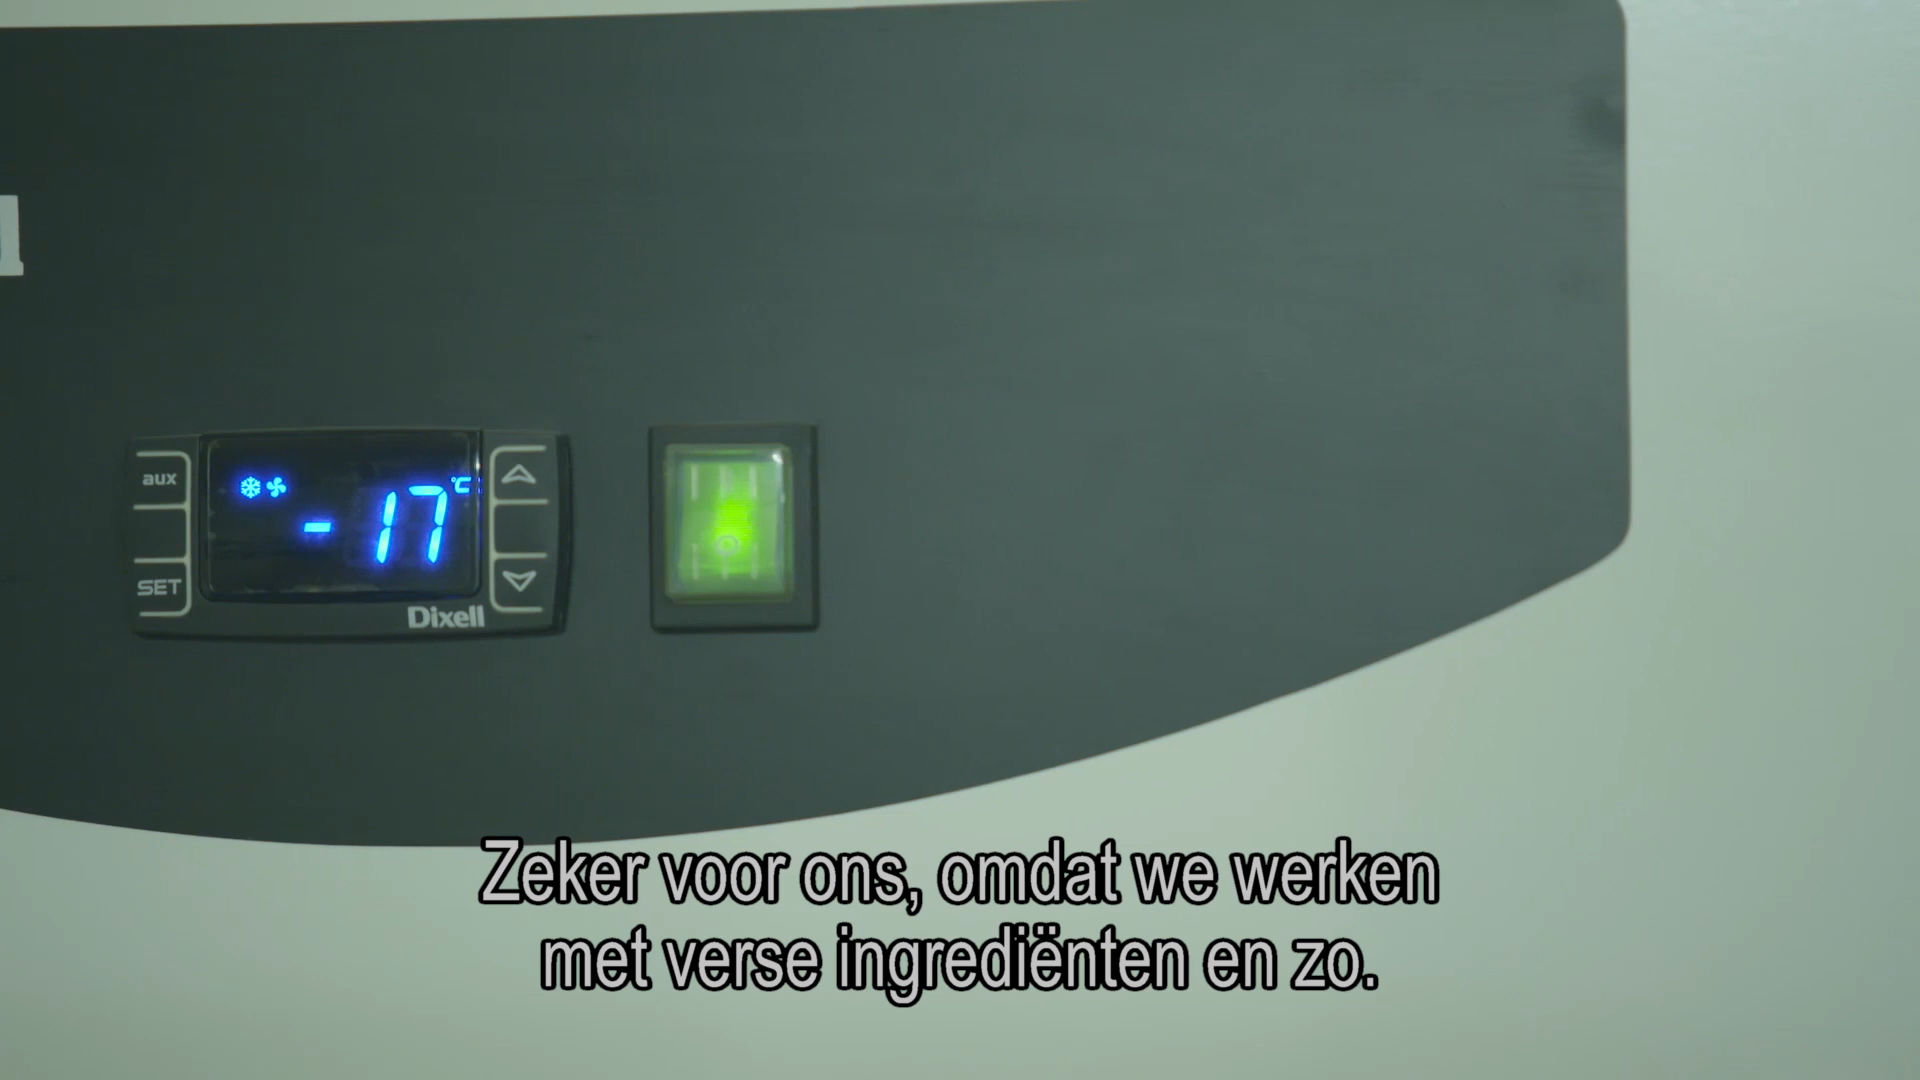 aux
-17 °C
SET
Dixell
Zeker voor ons, omdat we werken
met verse ingrediënten en zo.